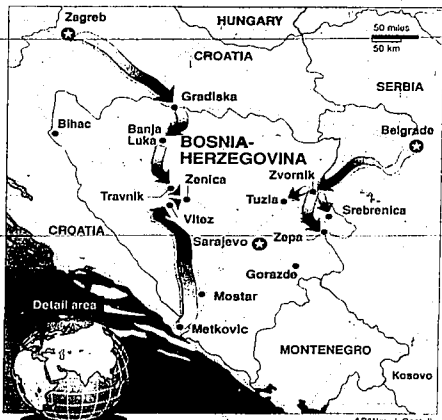 Zagreb
HUNGARY
50 miles
50 km
CROATIA
SERBIA
Gradiska
Bihac
Banja
Luka
BOSNIA-
HERZEGOVINA
Belgrade
Zenica
Zvornik
Travnik
Tuzla
Srebrenica
Vitez
CROATIA
Sarajevo
Zepa
Gorazde
Detail area
Mostar
Metkovic
MONTENEGRO
Kosovo